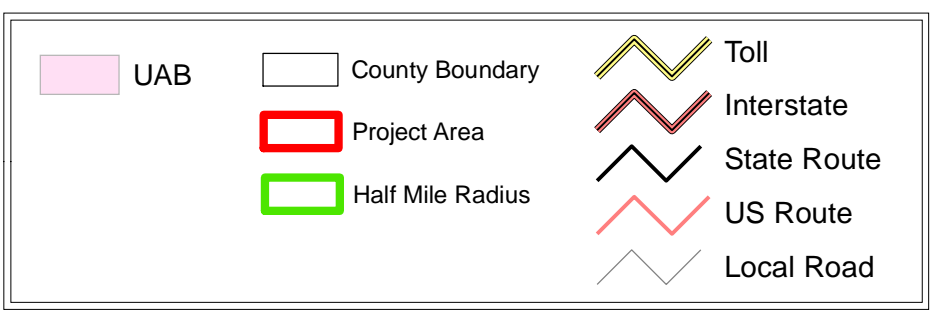 UAB
County Boundary
Project Area
Half Mile Radius
Toll
Interstate
State Route
US Route
Local Road